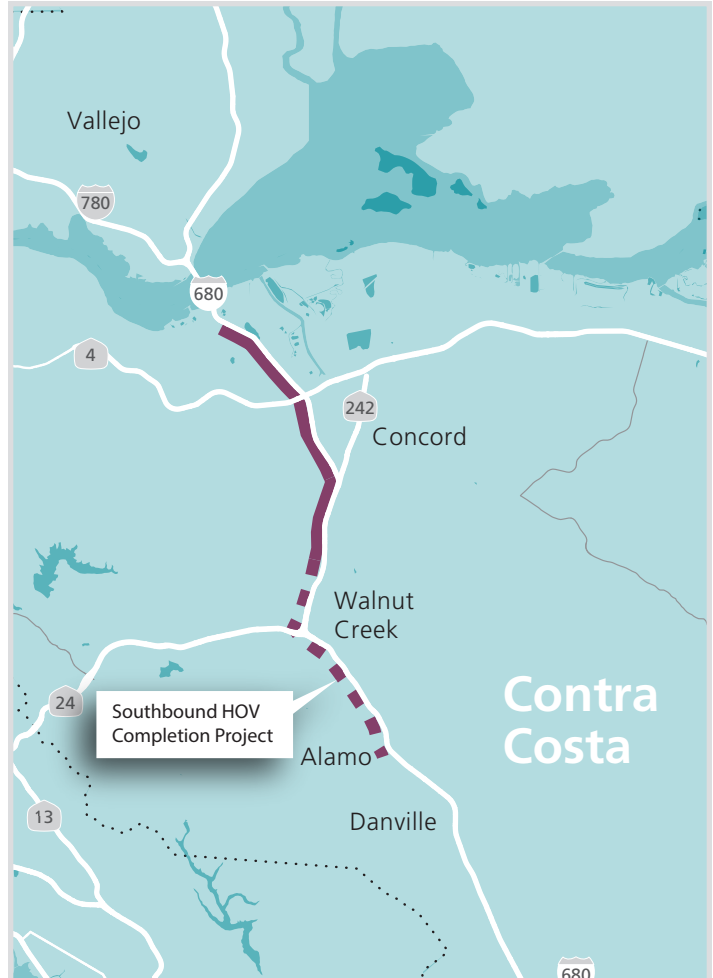 Vallejo
780
680
4
242
Concord
Walnut
Creek
24
Southbound HOV
Completion Project
Contra
Costa
Alamo
13
Danville
680